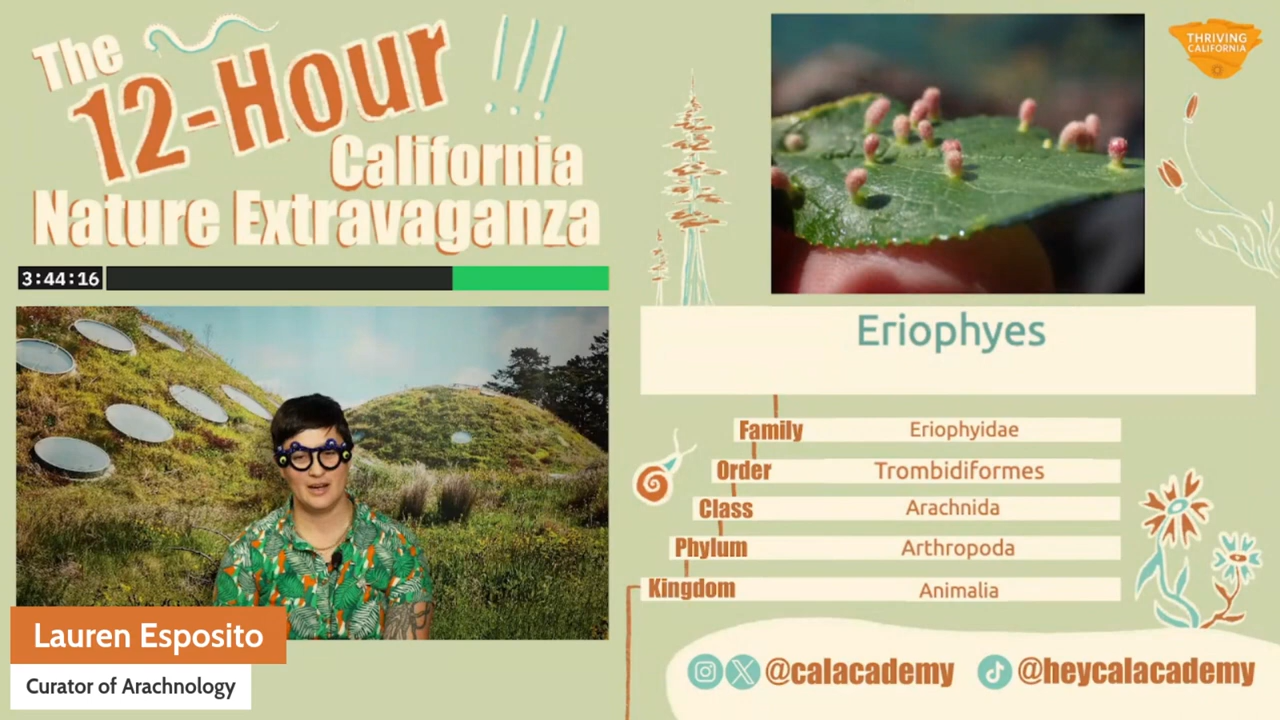 The
12-Hour !!!
California
Nature Extravaganza
3:44:16
Lauren Esposito
Curator of Arachnology
THRIVING
CALIFORNIA
Eriophyes
Family Eriophyidae
Order Trombidiformes
Class Arachnida
Phylum Arthropoda
Kingdom Animalia
@calacademy @heycalacademy